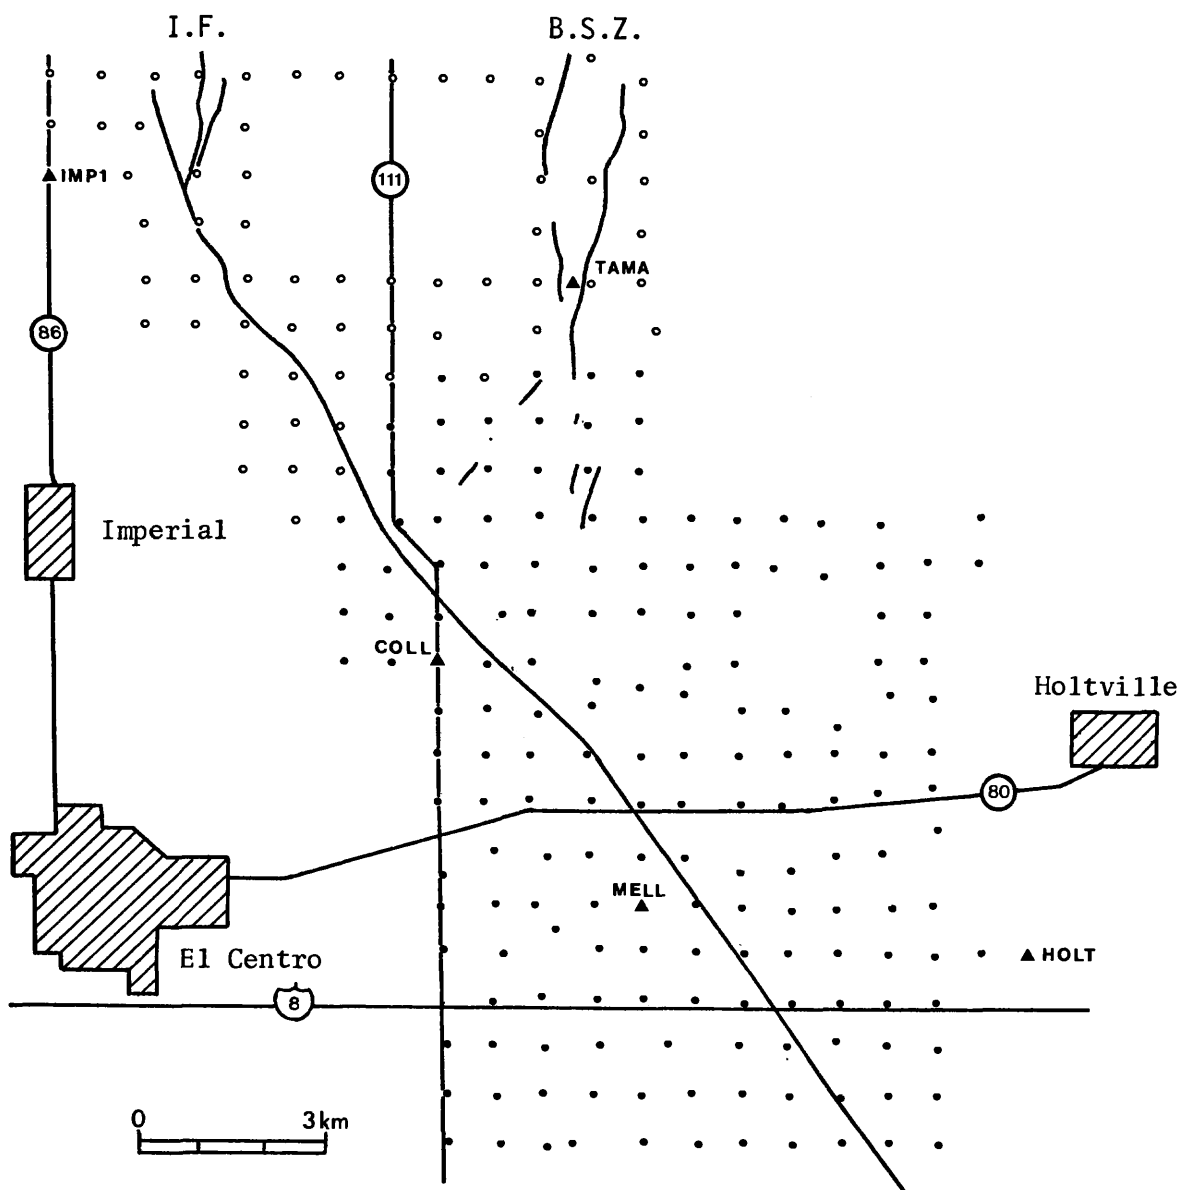 I.F.
B.S.Z.
IMP1
111
TAMA
86
Imperial
COLL
Holtville
80
MELL
El Centro
HOLT
8
0 3km